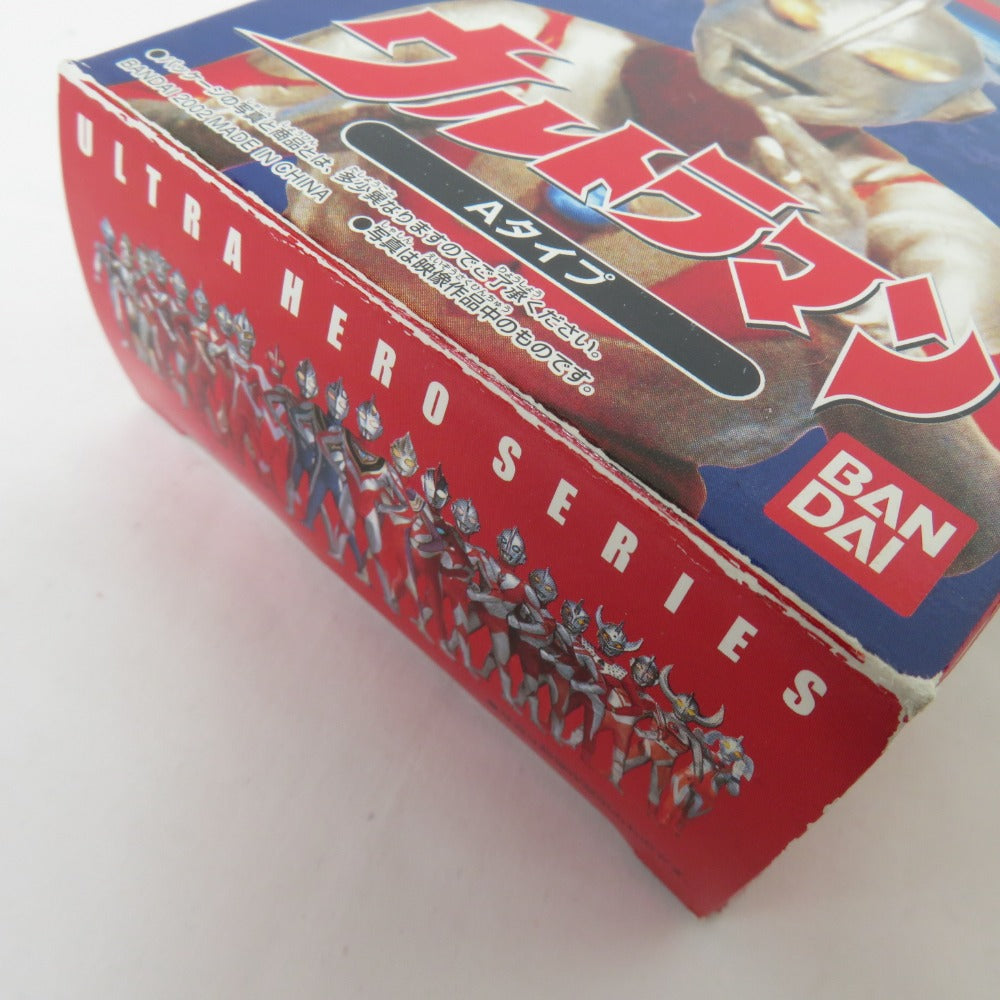 ウルトラマン
Aタイプ
●パッケージの写真と商品とは、多少異なりますのでご了承ください。
●写真は映像作品中のものです。
BANDAI 2002 MADE IN CHINA
BAN
DAI
ULTRA HERO SERIES